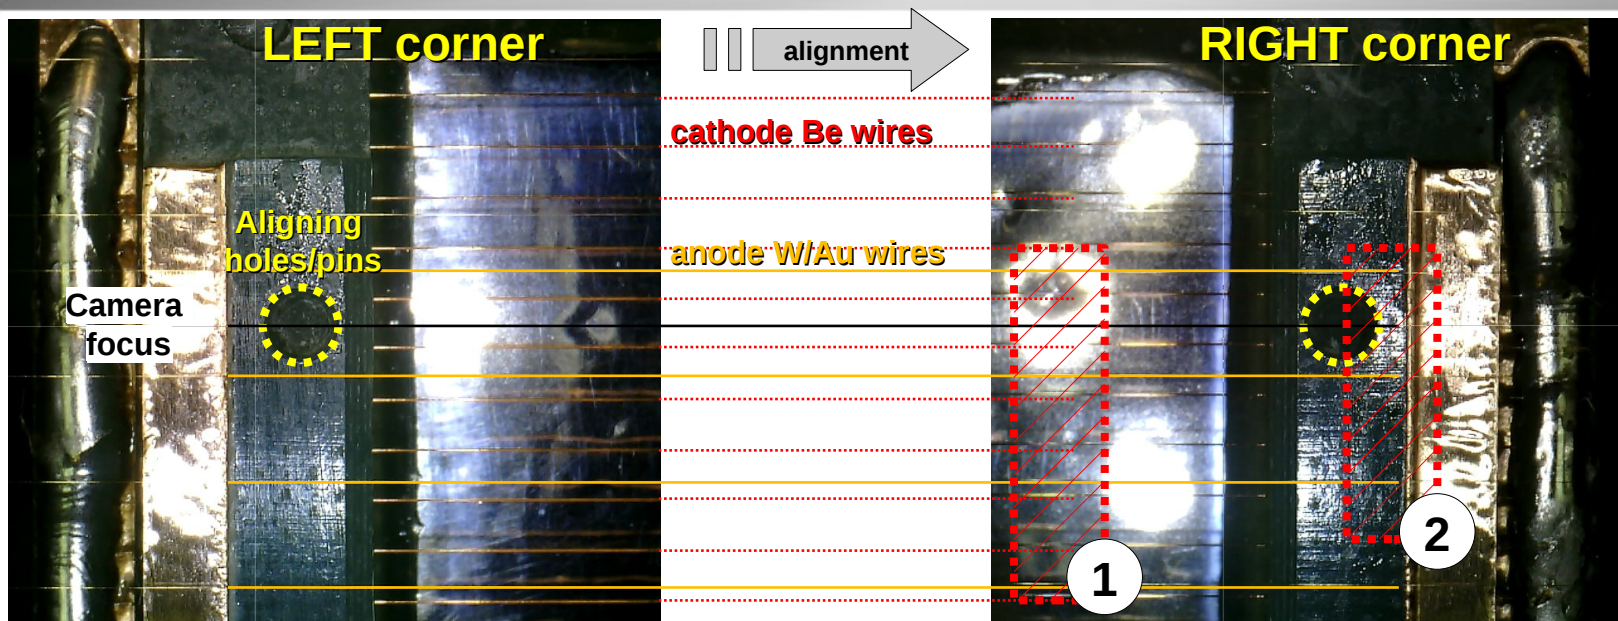 LEFT corner
alignment
RIGHT corner
cathode Be wires
Aligning
holes/pins
anode W/Au wires
Camera
focus
1
2